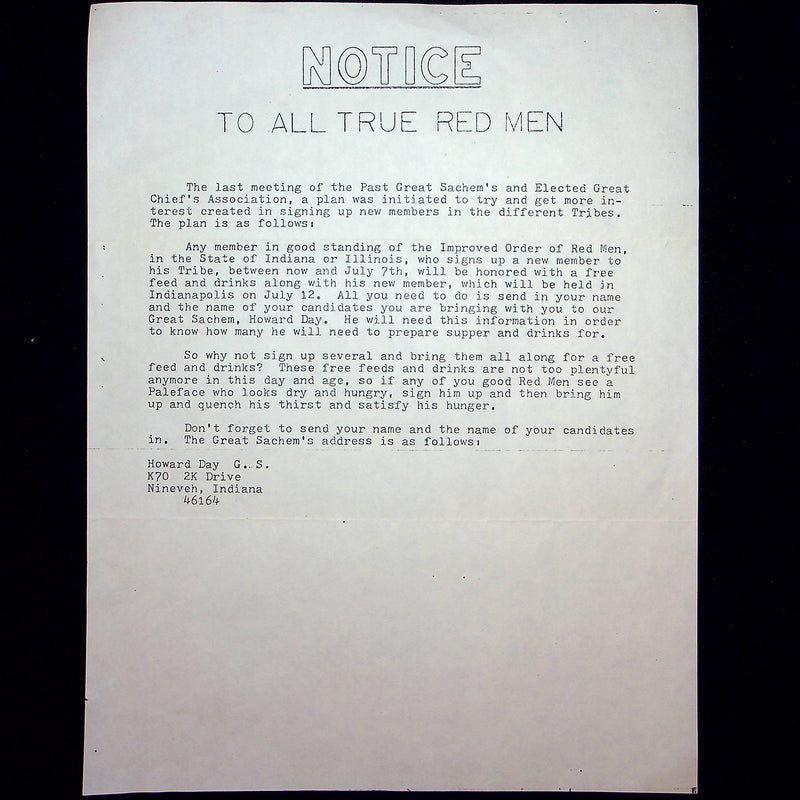 NOTICE
TO ALL TRUE RED MEN
The last meeting of the Past Great Sachem's and Elected Great
Chief's Association, a plan was initiated to try and get more in-
terest created in signing up new members in the different Tribes.
The plan is as follows:
Any member in good standing of the Improved Order of Red Men,
in the State of Indiana or Illinois, who signs up a new member to
his Tribe, between now and July 7th, will be honored with a free
feed and drinks along with his new member, which will be held in
Indianapolis on July 12. All you need to do is send in your name
and the name of your candidates you are bringing with you to our
Great Sachem, Howard Day. He will need this information in order
to know how many he will need to prepare supper and drinks for.
So why not sign up several and bring them all along for a free
feed and drinks? These free feeds and drinks are not too plentyful
anymore in this day and age, so if any of you good Red Men see a
Paleface who looks dry and hungry, sign him up and then bring him
up and quench his thirst and satisfy his hunger.
Don't forget to send your name and the name of your candidates
in. The Great Sachem's address is as follows:
Howard Day G. S.
K70 2K Drive
Nineveh, Indiana
46164